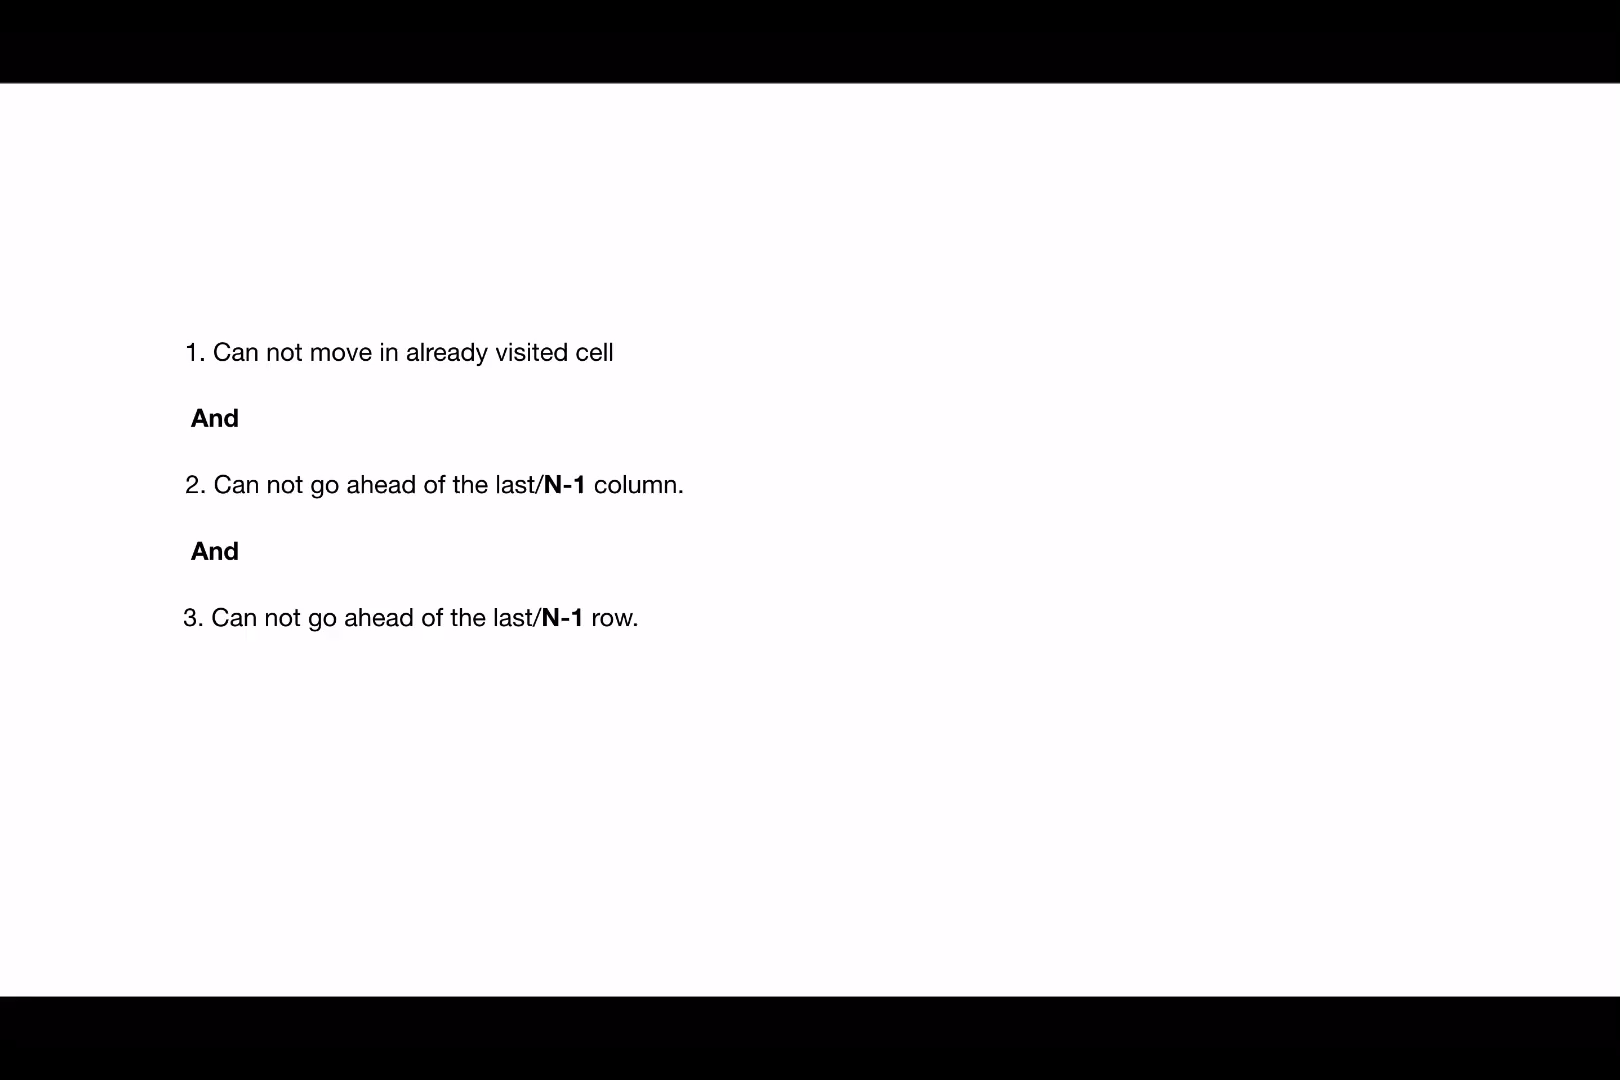 1. Can not move in already visited cell
And
2. Can not go ahead of the last/N-1 column.
And
3. Can not go ahead of the last/N-1 row.